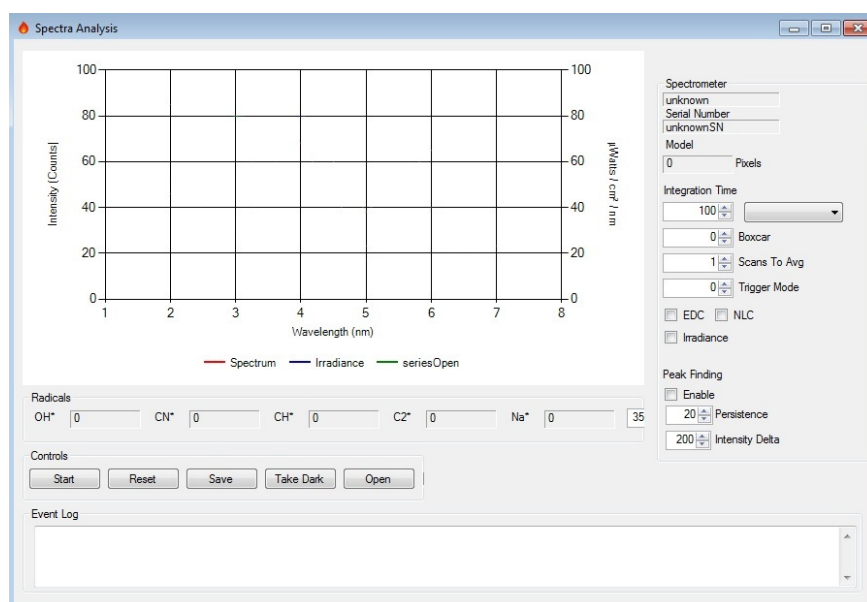 Spectra Analysis
100
80
60
40
20
0
Intensity (Counts)
100
80
60
40
20
0
µWatts / cm² / nm
1 2 3 4 5 6 7 8
Wavelength (nm)
Spectrum Irradiance seriesOpen
Spectrometer
unknown
Serial Number
unknownSN
Model
0 Pixels
Integration Time
100
0 Boxcar
1 Scans To Avg
0 Trigger Mode
EDC NLC
Irradiance
Peak Finding
Enable
20 Persistence
200 Intensity Delta
Radicals
OH* 0 CN* 0 CH* 0 C2* 0 Na* 0 35
Controls
Start Reset Save Take Dark Open
Event Log